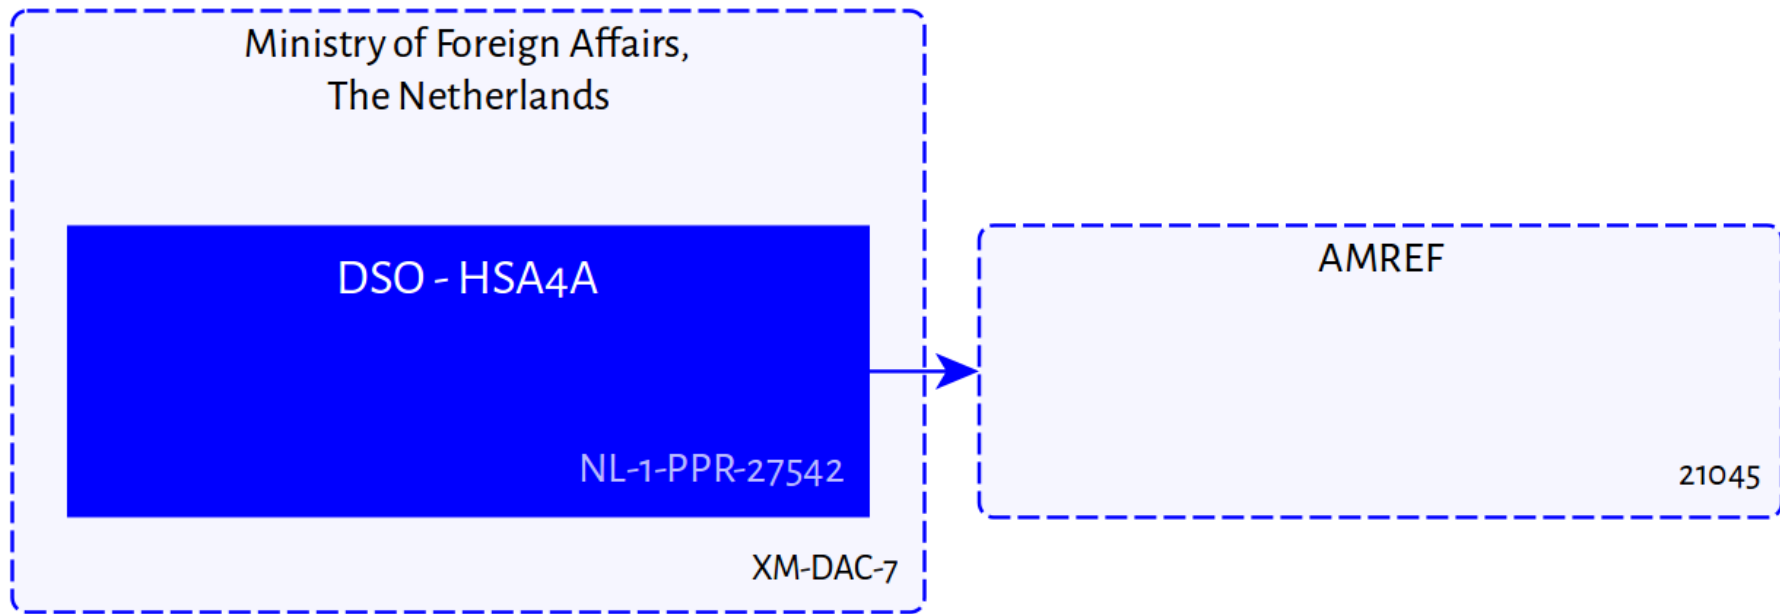 Ministry of Foreign Affairs,
The Netherlands
DSO - HSA4A
NL-1-PPR-27542
XM-DAC-7
AMREF
21045